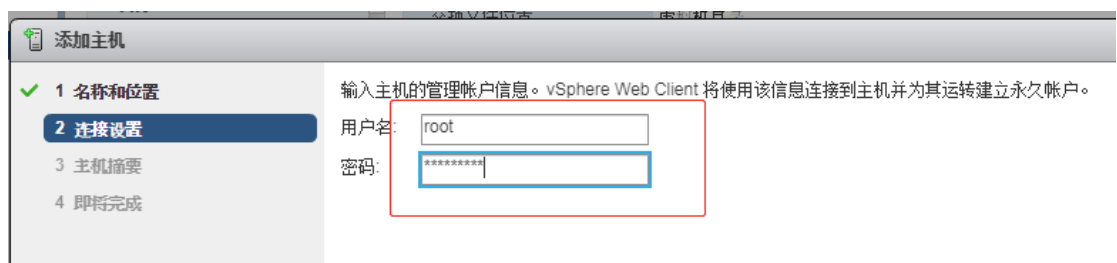 添加主机
1 名称和位置
2 连接设置
3 主机摘要
4 即将完成
输入主机的管理帐户信息。vSphere Web Client 将使用该信息连接到主机并为其运转建立永久帐户。
用户名: root
密码: *********